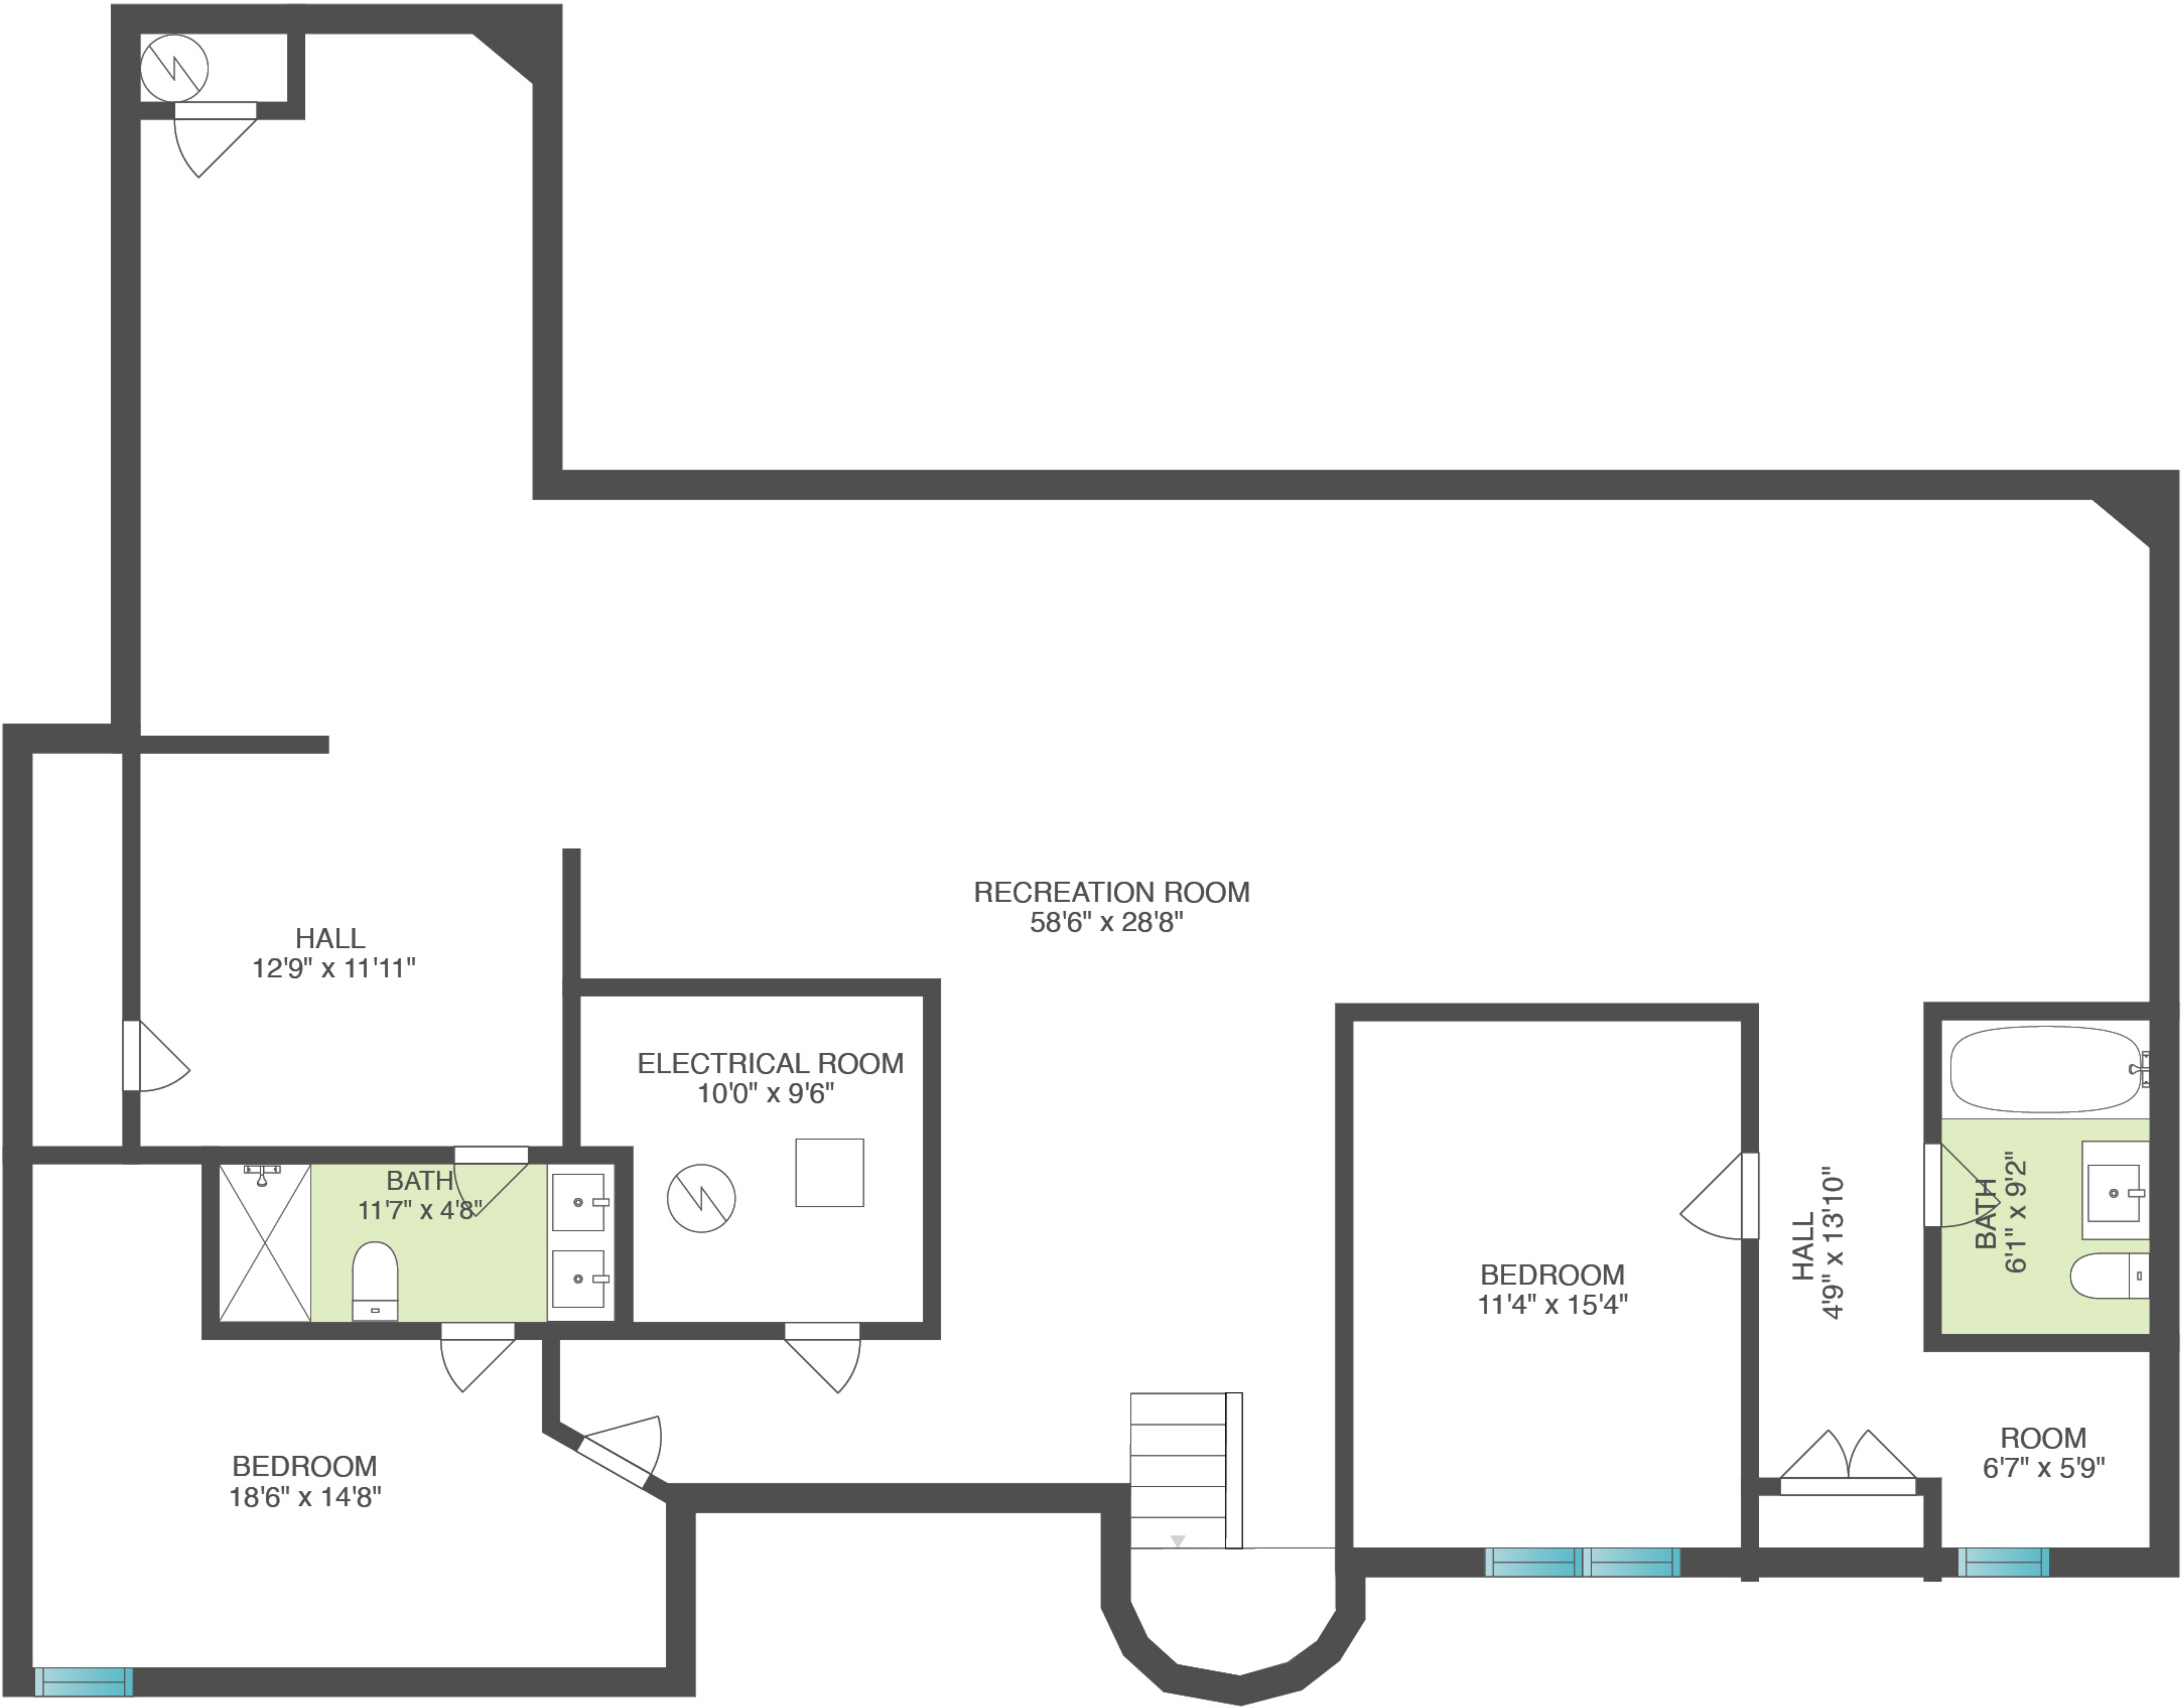 RECREATION ROOM
58'6" x 28'8"
HALL
12'9" x 11'11"
ELECTRICAL ROOM
10'0" x 9'6"
BATH
11'7" x 4'8"
BEDROOM
11'4" x 15'4"
HALL
4'9" x 13'10"
BATH
6'1" x 9'2"
BEDROOM
18'6" x 14'8"
ROOM
6'7" x 5'9"